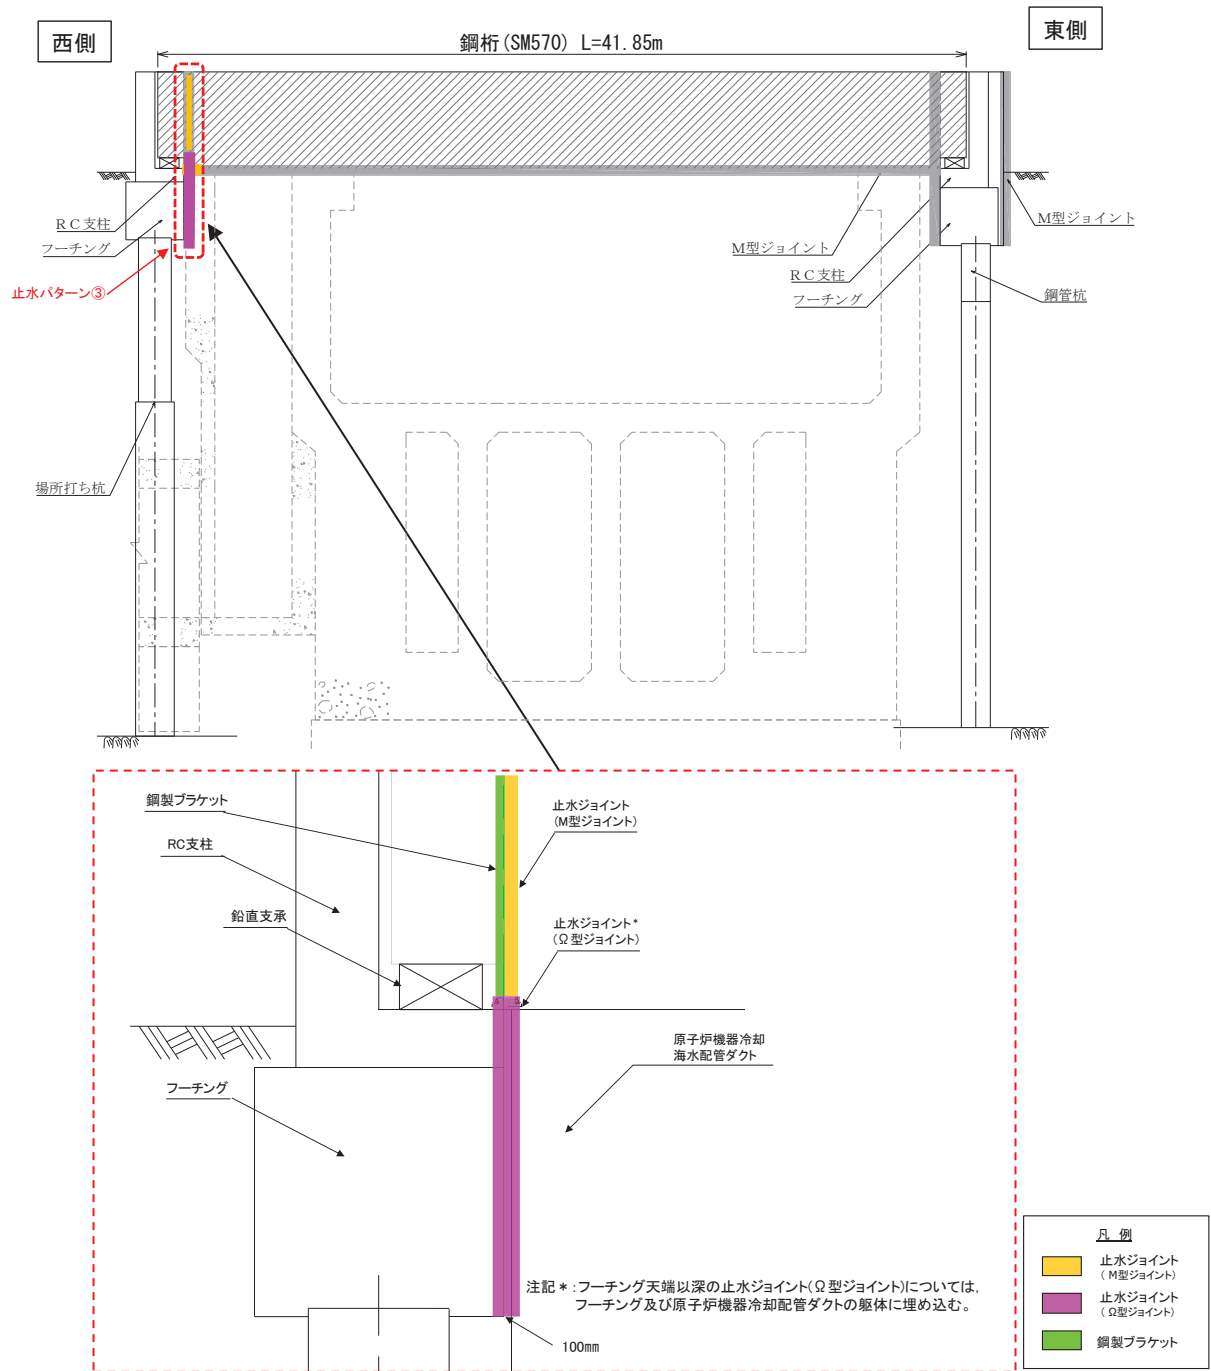 西側
鋼桁(SM570) L=41.85m
東側
RC支柱
フーチング
止水パターン③
場所打ち杭
M型ジョイント
RC支柱
フーチング
M型ジョイント
鋼管杭
鋼製ブラケット
RC支柱
鉛直支承
フーチング
止水ジョイント
(M型ジョイント)
止水ジョイント*
(Ω型ジョイント)
原子炉機器冷却
海水配管ダクト
注記*:フーチング天端以深の止水ジョイント(Ω型ジョイント)については,
フーチング及び原子炉機器冷却配管ダクトの躯体に埋め込む。
100mm
凡 例
止水ジョイント
(M型ジョイント)
止水ジョイント
(Ω型ジョイント)
鋼製ブラケット